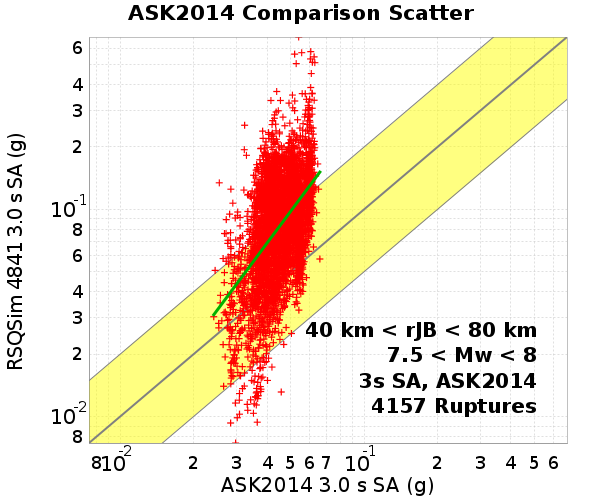 ASK2014 Comparison Scatter
RSQSim 4841 3.0 s SA (g)
6
4
3
2
10-1
8
6
4
3
2
10-2
8
40 km < rJB < 80 km
7.5 < Mw < 8
3s SA, ASK2014
4157 Ruptures
8 10-2 2 3 4 5 6 7 10-1 2 3 4 5 6
ASK2014 3.0 s SA (g)